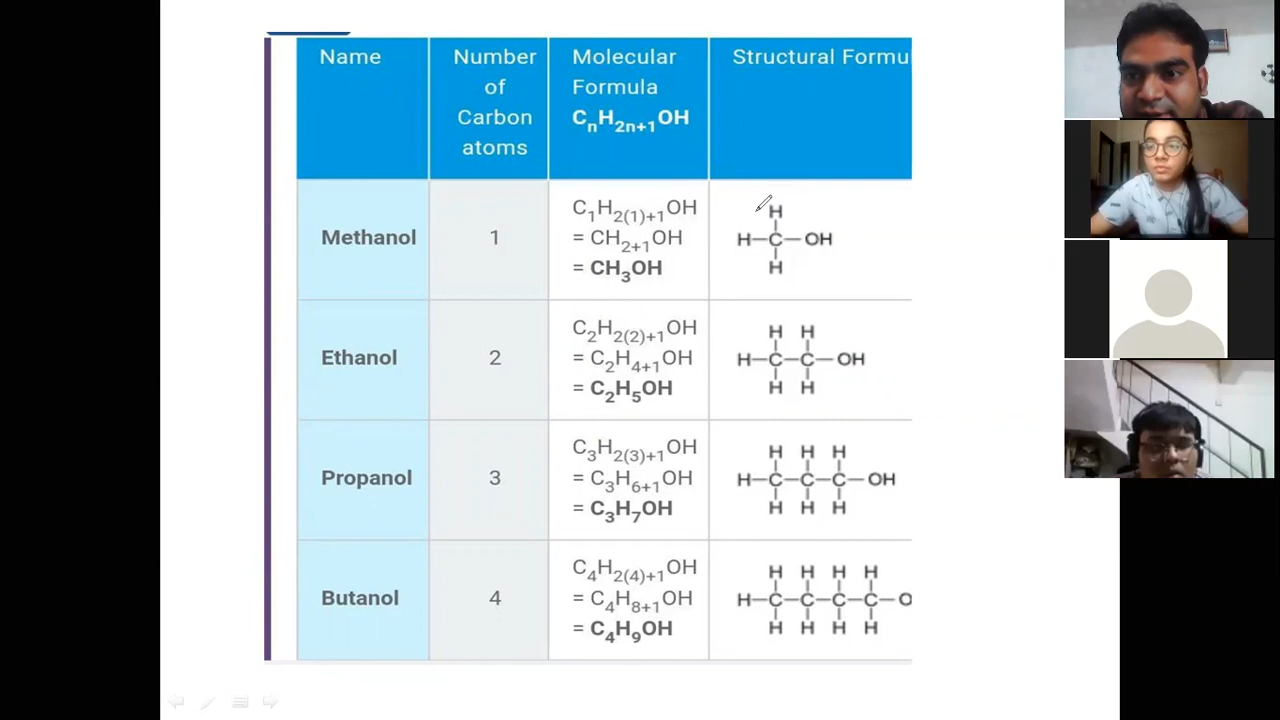 Name
Number
of
Carbon
atoms
Molecular
Formula
CₙH₂ₙ₊₁OH
Structural Formul
Methanol
1
C₁H₂₍₁₎₊₁OH
= CH₂₊₁OH
= CH₃OH
H
H—C—OH
H
Ethanol
2
C₂H₂₍₂₎₊₁OH
= C₂H₄₊₁OH
= C₂H₅OH
H H
H—C—C—OH
H H
Propanol
3
C₃H₂₍₃₎₊₁OH
= C₃H₆₊₁OH
= C₃H₇OH
H H H
H—C—C—C—OH
H H H
Butanol
4
C₄H₂₍₄₎₊₁OH
= C₄H₈₊₁OH
= C₄H₉OH
H H H H
H—C—C—C—C—O
H H H H